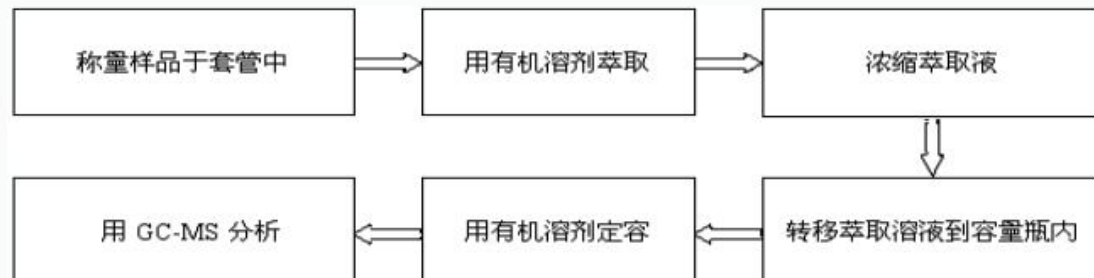 称量样品于套管中
用有机溶剂萃取
浓缩萃取液
转移萃取溶液到容量瓶内
用有机溶剂定容
用 GC-MS 分析